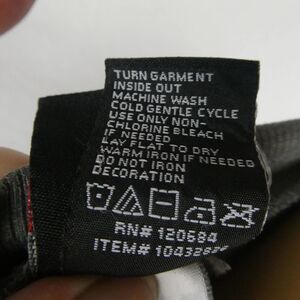 TURN GARMENT
INSIDE OUT
MACHINE WASH
COLD GENTLE CYCLE
USE ONLY NON-
CHLORINE BLEACH
IF NEEDED
LAY FLAT TO DRY
WARM IRON IF NEEDED
DO NOT IRON
DECORATION
RN# 120684
ITEM#